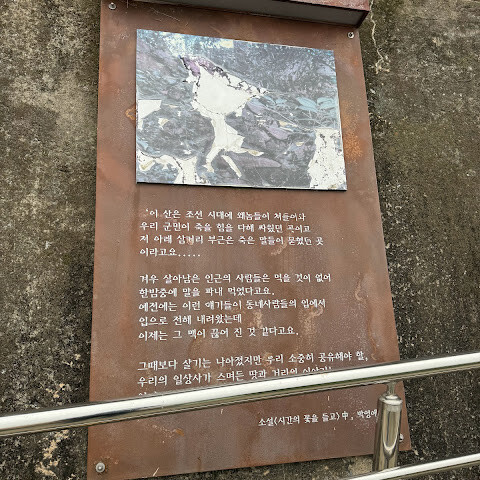 '이 산은 조선 시대에 왜놈들이 쳐들어와
우리 군민이 죽을 힘을 다해 싸웠던 곳이고
저 아래 삼거리 부근은 죽은 말들이 묻혔던 곳
이라고요.....
겨우 살아남은 인근의 사람들은 먹을 것이 없어
한밤중에 말을 파내 먹었다고요.
예전에는 이런 얘기들이 동네사람들의 입에서
입으로 전해 내려왔는데
이제는 그 맥이 끊어 진 것 같다고요.
그때보다 살기는 나아졌지만 우리 소중히 공유해야 할,
우리의 일상사가 스며든 땅과 거리의
소설<시간의 꽃을 들고>中, 박영애